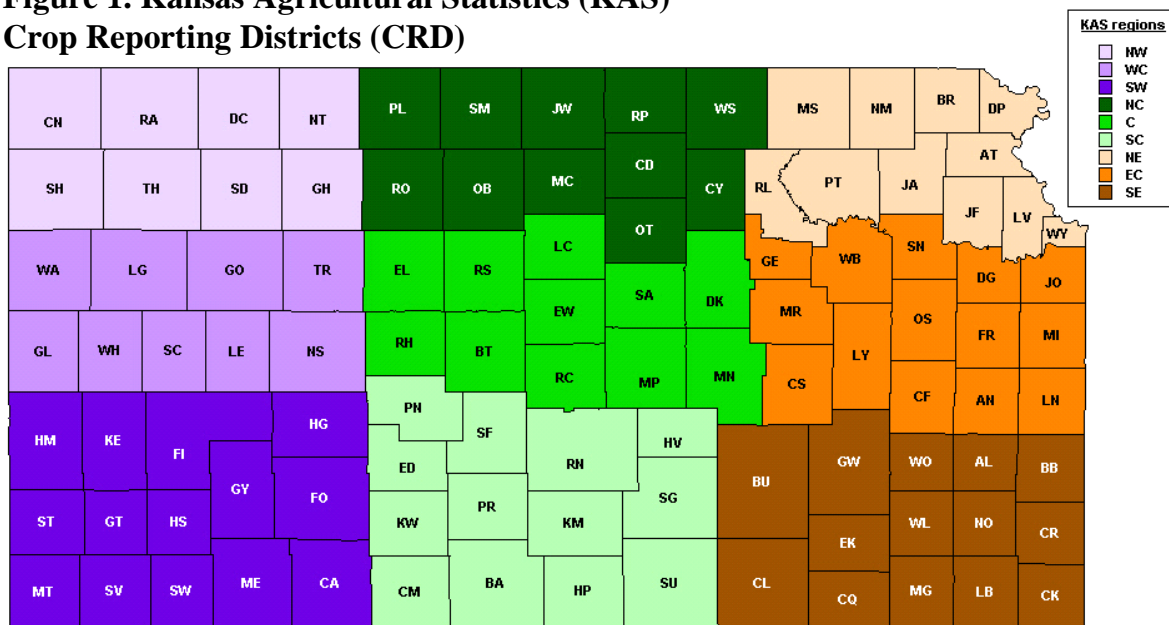 Figure 1. Kansas Agricultural Statistics (KAS)
Crop Reporting Districts (CRD)
KAS regions
NW
WC
SW
NC
C
SC
NE
EC
SE
CN RA DC NT PL SM JW RP WS MS NM BR DP
SH TH SD GH RO OB MC CD CY RL PT JA AT
JF LV WY
WA LG GO TR EL RS LC OT GE WB SN DG JO
SA DK
GL WH SC LE NS RH BT EW MR OS FR MI
RC MP MN CS LY CF AN LN
HM KE FI HG PN SF RN HV
GY FO ED SG BU GW WO AL BB
ST GT HS KW PR KM EK WL NO CR
MT SV SW ME CA CM BA HP SU CL CQ MG LB CK